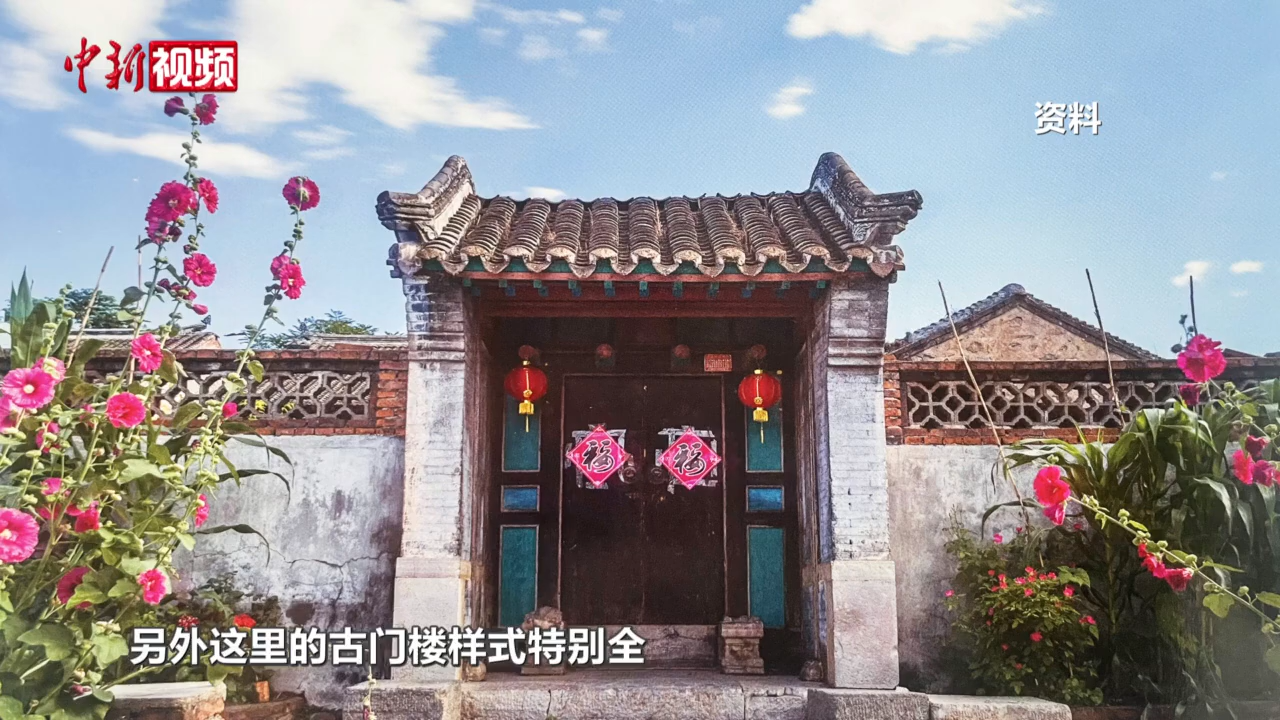 中新视频
资料
福
福
另外这里的古门楼样式特别全